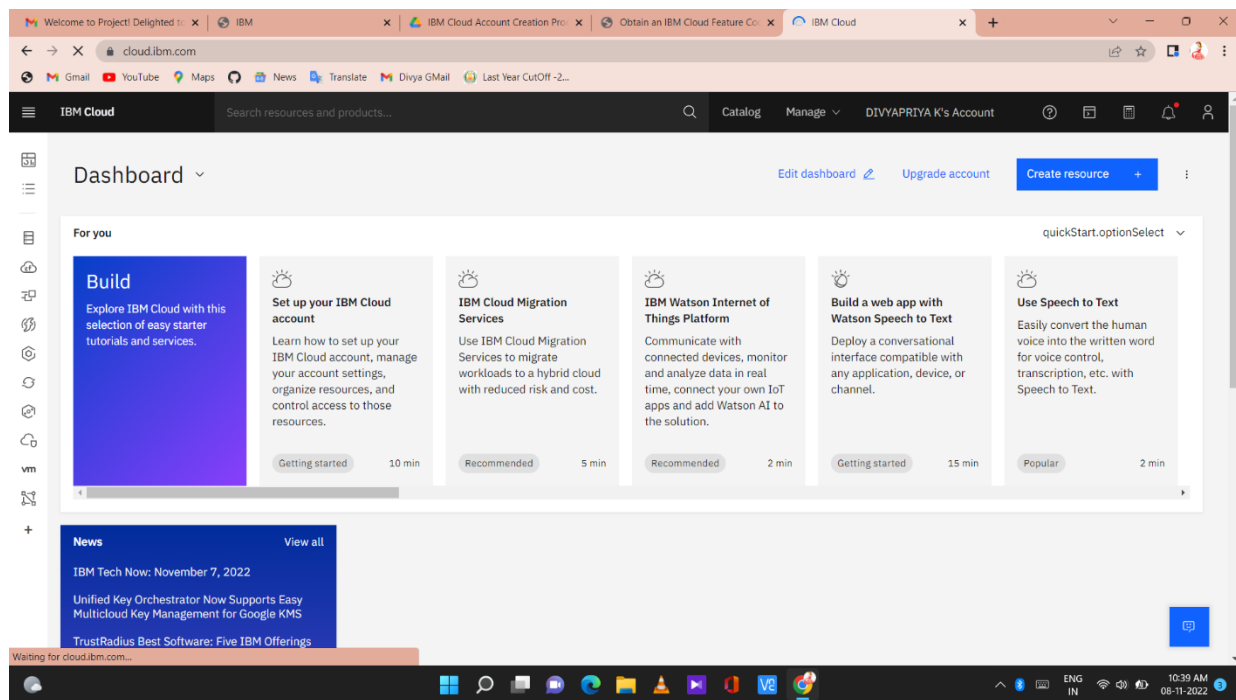 Welcome to Project! Delighted to
IBM
IBM Cloud Account Creation Proc
Obtain an IBM Cloud Feature Co
IBM Cloud
cloud.ibm.com
Gmail
YouTube
Maps
News
Translate
Divya GMail
Last Year CutOff -2...
IBM Cloud
Search resources and products...
Catalog
Manage
DIVYAPRIYA K's Account
Dashboard
Edit dashboard
Upgrade account
Create resource +
For you
quickStart.optionSelect
Build
Explore IBM Cloud with this
selection of easy starter
tutorials and services.
Set up your IBM Cloud
account
Learn how to set up your
IBM Cloud account, manage
your account settings,
organize resources, and
control access to those
resources.
Getting started
10 min
IBM Cloud Migration
Services
Use IBM Cloud Migration
Services to migrate
workloads to a hybrid cloud
with reduced risk and cost.
Recommended
5 min
IBM Watson Internet of
Things Platform
Communicate with
connected devices, monitor
and analyze data in real
time, connect your own IoT
apps and add Watson AI to
the solution.
Recommended
2 min
Build a web app with
Watson Speech to Text
Deploy a conversational
interface compatible with
any application, device, or
channel.
Getting started
15 min
Use Speech to Text
Easily convert the human
voice into the written word
for voice control,
transcription, etc. with
Speech to Text.
Popular
2 min
vm
News
View all
IBM Tech Now: November 7, 2022
Unified Key Orchestrator Now Supports Easy
Multicloud Key Management for Google KMS
TrustRadius Best Software: Five IBM Offerings
Waiting for cloud.ibm.com...
ENG
IN
10:39 AM
08-11-2022
3